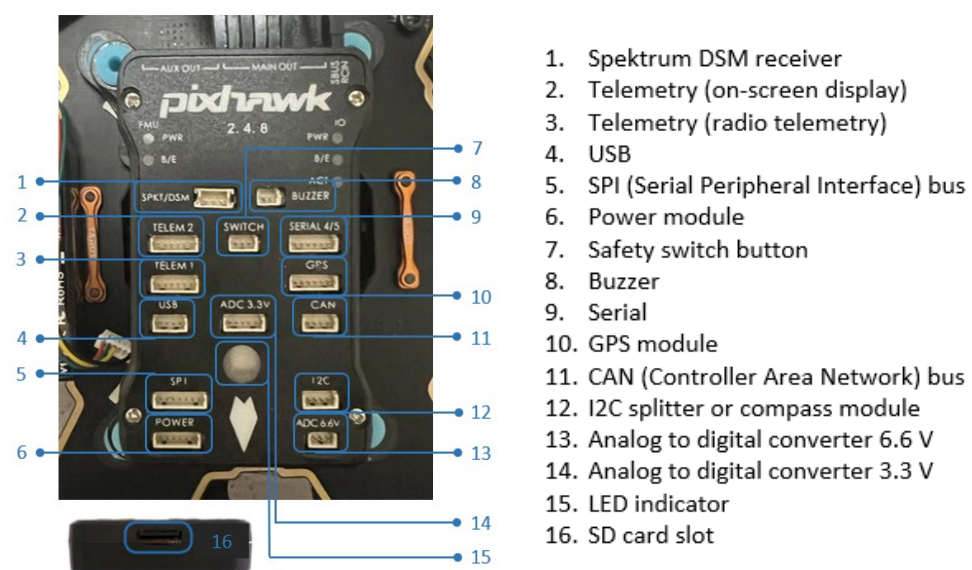 AUX OUT
MAIN OUT
SBUS
RCIN
pixhawk
2.4.8
FMU
PWR
B/E
IO
PWR
B/E
ACT
SPKT/DSM
BUZZER
TELEM 2
SWITCH
SERIAL 4/5
TELEM 1
GPS
USB
ADC 3.3V
CAN
SPI
I2C
POWER
ADC 6.6V
1
2
3
4
5
6
7
8
9
10
11
12
13
14
15
16
1. Spektrum DSM receiver
2. Telemetry (on-screen display)
3. Telemetry (radio telemetry)
4. USB
5. SPI (Serial Peripheral Interface) bus
6. Power module
7. Safety switch button
8. Buzzer
9. Serial
10. GPS module
11. CAN (Controller Area Network) bus
12. I2C splitter or compass module
13. Analog to digital converter 6.6 V
14. Analog to digital converter 3.3 V
15. LED indicator
16. SD card slot